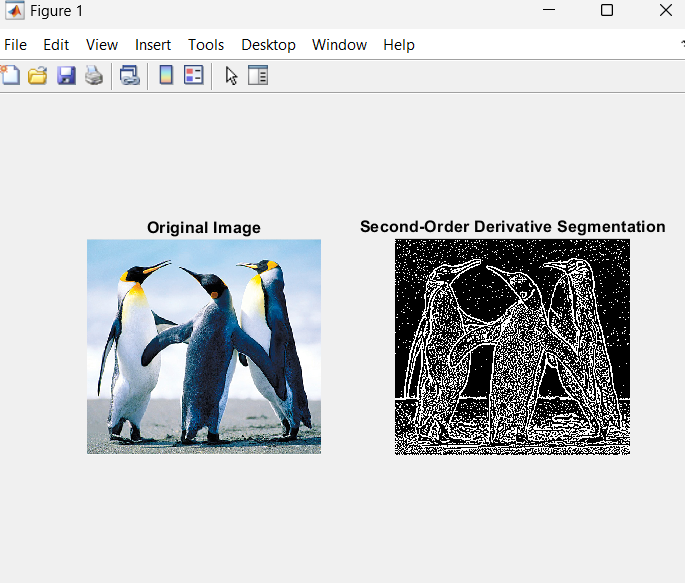 Figure 1
File Edit View Insert Tools Desktop Window Help
Original Image
Second-Order Derivative Segmentation